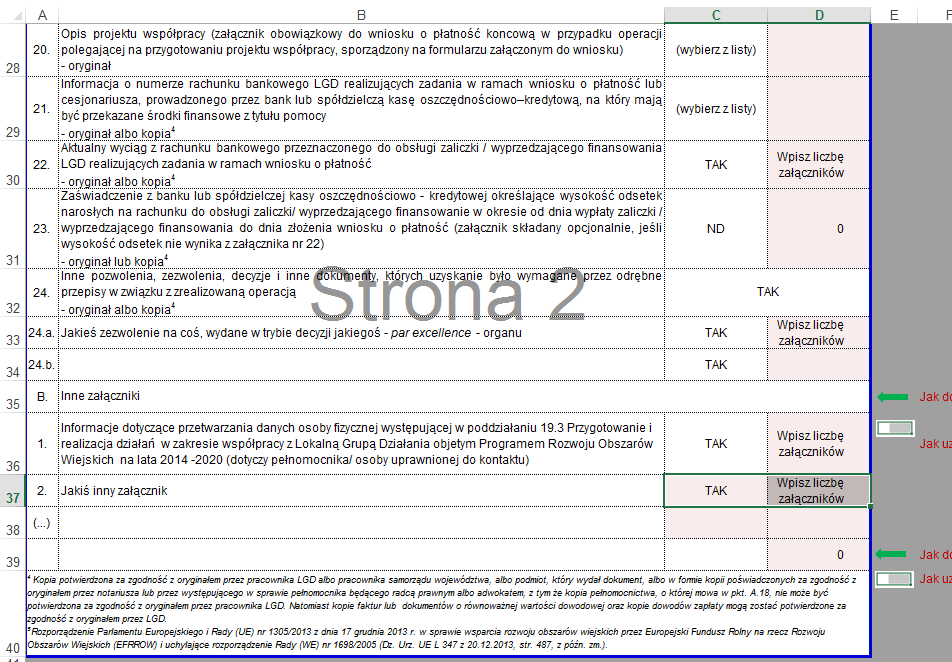 A B C D E F
Opis projektu współpracy (załącznik obowiązkowy do wniosku o płatność koncową w przypadku operacji
20. polegającej na przygotowaniu projektu współpracy, sporządzony na formularzu załączonym do wniosku) (wybierz z listy)
28 - oryginał
Informacja o numerze rachunku bankowego LGD realizujących zadania w ramach wniosku o płatność lub
21. cesjonariusza, prowadzonego przez bank lub spółdzielczą kasę oszczędnościowo–kredytową, na który mają (wybierz z listy)
być przekazane środki finansowe z tytułu pomocy
29 - oryginał albo kopia⁴
Aktualny wyciąg z rachunku bankowego przeznaczonego do obsługi zaliczki / wyprzedzającego finansowania Wpisz liczbę
22. LGD realizujących zadania w ramach wniosku o płatność TAK załączników
30 - oryginał albo kopia⁴
Zaświadczenie z banku lub spółdzielczej kasy oszczędnościowo - kredytowej określające wysokość odsetek
narosłych na rachunku do obsługi zaliczki/ wyprzedzającego finansowanie w okresie od dnia wypłaty zaliczki /
23. wyprzedzającego finansowania do dnia złożenia wniosku o płatność (załącznik składany opcjonalnie, jeśli ND 0
wysokość odsetek nie wynika z załącznika nr 22)
31 - oryginał lub kopia⁴
Inne pozwolenia, zezwolenia, decyzje i inne dokumenty, których uzyskanie było wymagane przez odrębne
24. przepisy w związku z zrealizowaną operacją TAK
32 - oryginał albo kopia⁴
Strona 2
33 24.a. Jakieś zezwolenie na coś, wydane w trybie decyzji jakiegoś - par excellence - organu TAK Wpisz liczbę
załączników
34 24.b. TAK
35 B. Inne załączniki Jak do
Informacje dotyczące przetwarzania danych osoby fizycznej występującej w poddziałaniu 19.3 Przygotowanie i Wpisz liczbę
1. realizacja działań w zakresie współpracy z Lokalną Grupą Działania objetym Programem Rozwoju Obszarów TAK załączników Jak uż
36 Wiejskich na lata 2014 -2020 (dotyczy pełnomocnika/ osoby uprawnionej do kontaktu)
37 2. Jakiś inny załącznik TAK Wpisz liczbę
załączników
38 (...)
39 0 Jak do
⁴ Kopia potwierdzona za zgodność z oryginałem przez pracownika LGD albo pracownika samorządu województwa, albo podmiot, który wydał dokument, albo w formie kopii poświadczonych za zgodność z Jak uż
oryginałem przez notariusza lub przez występującego w sprawie pełnomocnika będącego radcą prawnym albo adwokatem, z tym że kopia pełnomocnictwa, o której mowa w pkt. A.18, nie może być
potwierdzona za zgodność z oryginałem przez pracownika LGD. Natomiast kopie faktur lub dokumentów o równoważnej wartości dowodowej oraz kopie dowodów zapłaty mogą zostać potwierdzone za
zgodność z oryginałem przez LGD.
⁵ Rozporządzenie Parlamentu Europejskiego i Rady (UE) nr 1305/2013 z dnia 17 grudnia 2013 r. w sprawie wsparcia rozwoju obszarów wiejskich przez Europejski Fundusz Rolny na rzecz Rozwoju
40 Obszarów Wiejskich (EFRROW) i uchylające rozporządzenie Rady (WE) nr 1698/2005 (Dz. Urz. UE L 347 z 20.12.2013, str. 487, z późn. zm.).